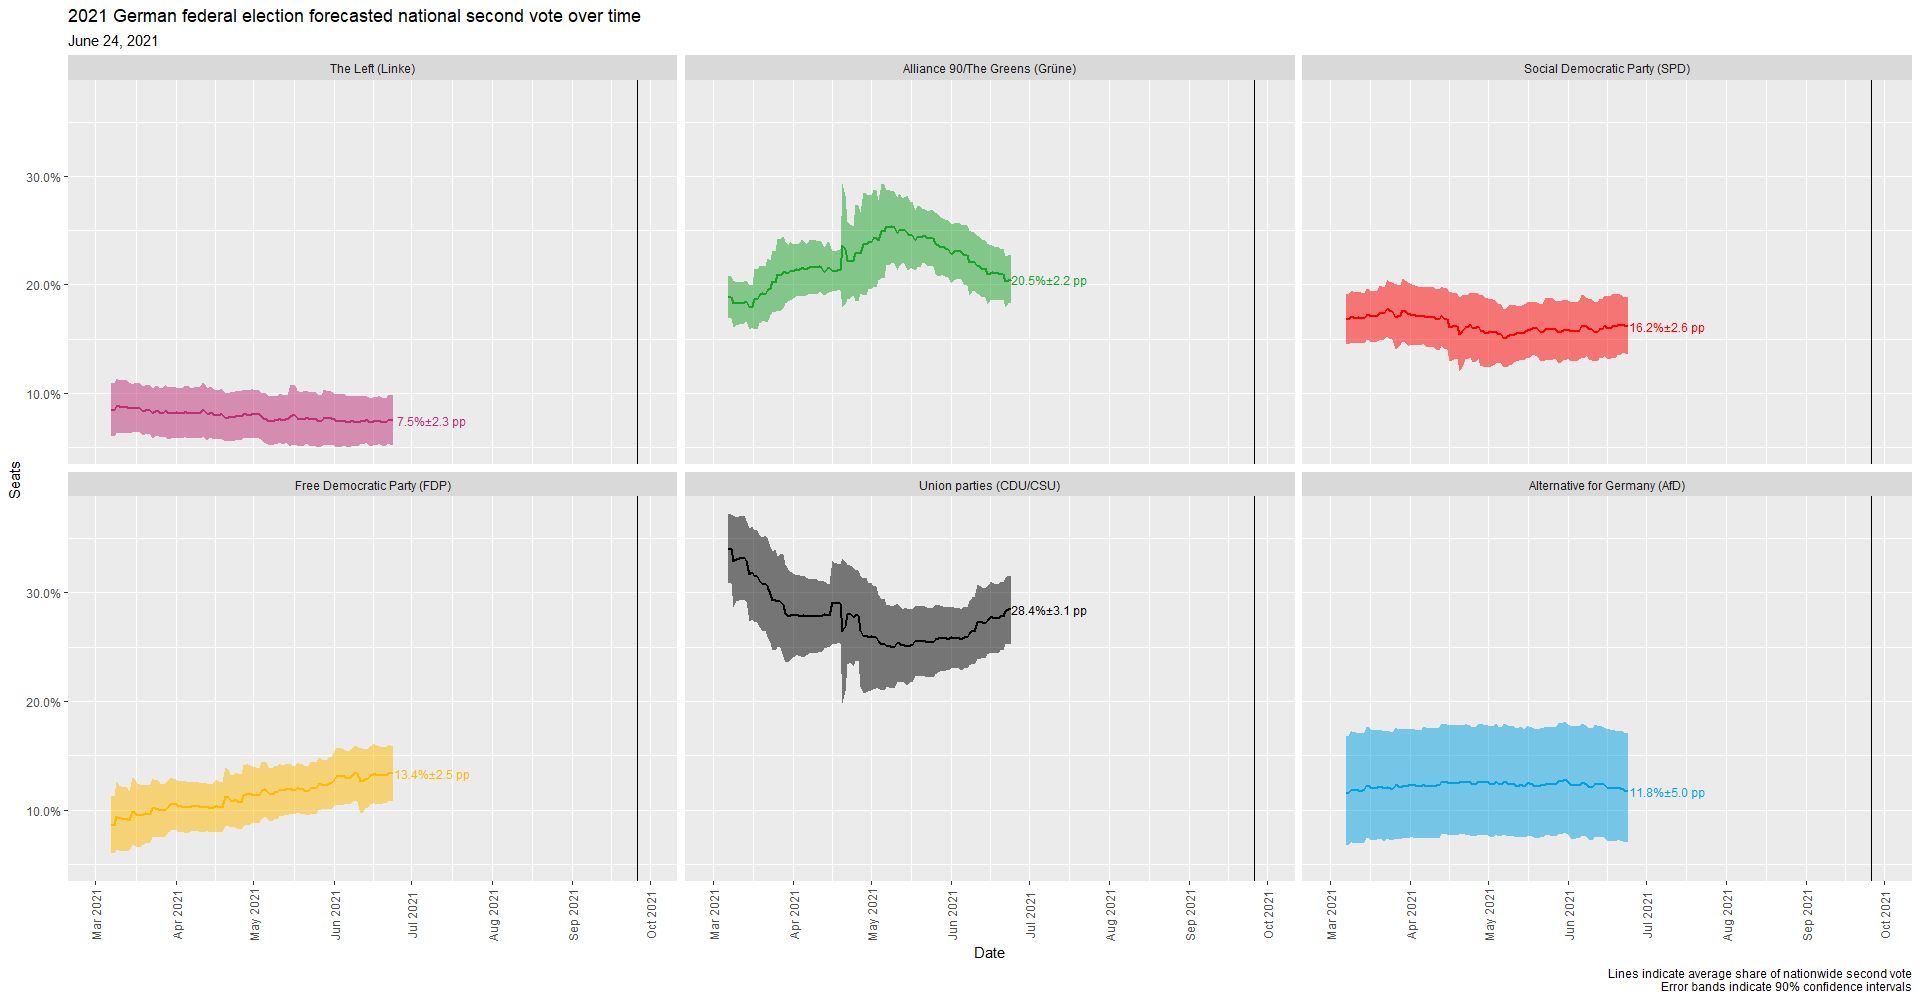 2021 German federal election forecasted national second vote over time
June 24, 2021
The Left (Linke)
Alliance 90/The Greens (Grüne)
Social Democratic Party (SPD)
30.0%
20.0%
10.0%
7.5%±2.3 pp
20.5%±2.2 pp
16.2%±2.6 pp
Seats
Free Democratic Party (FDP)
Union parties (CDU/CSU)
Alternative for Germany (AfD)
30.0%
20.0%
10.0%
13.4%±2.5 pp
28.4%±3.1 pp
11.8%±5.0 pp
Mar 2021
Apr 2021
May 2021
Jun 2021
Jul 2021
Aug 2021
Sep 2021
Oct 2021
Mar 2021
Apr 2021
May 2021
Jun 2021
Jul 2021
Aug 2021
Sep 2021
Oct 2021
Mar 2021
Apr 2021
May 2021
Jun 2021
Jul 2021
Aug 2021
Sep 2021
Oct 2021
Date
Lines indicate average share of nationwide second vote
Error bands indicate 90% confidence intervals